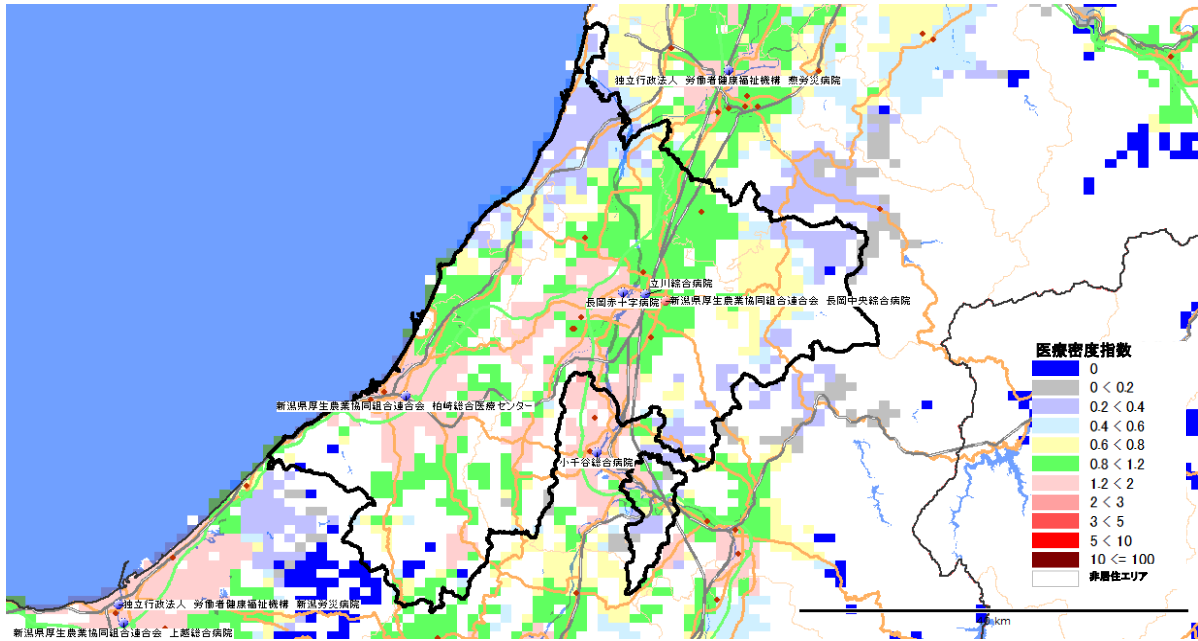 独立行政法人 労働者健康福祉機構 燕労災病院
立川綜合病院
長岡赤十字病院
新潟県厚生農業協同組合連合会 長岡中央綜合病院
新潟県厚生農業協同組合連合会 柏崎総合医療センター
小千谷総合病院
独立行政法人 労働者健康福祉機構 新潟労災病院
新潟県厚生農業協同組合連合会 上越総合病院
医療密度指数
0
0 < 0.2
0.2 < 0.4
0.4 < 0.6
0.6 < 0.8
0.8 < 1.2
1.2 < 2
2 < 3
3 < 5
5 < 10
10 <= 100
非居住エリア
km